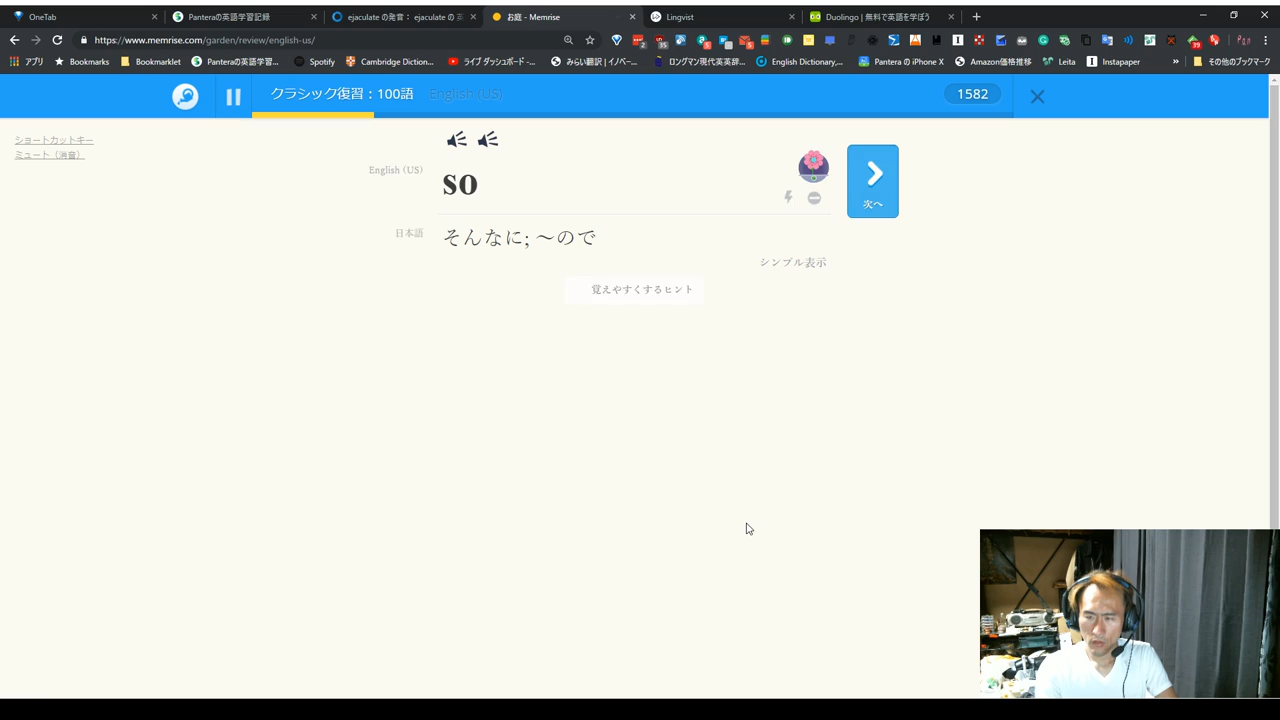 OneTab
Panteraの英語学習記録
ejaculate の発音： ejaculate の 英
お庭 - Memrise
Lingvist
Duolingo | 無料で英語を学ぼう
https://www.memrise.com/garden/review/english-us/
アプリ
Bookmarks
Bookmarklet
Panteraの英語学習...
Spotify
Cambridge Diction...
ライブ ダッシュボード -...
みらい翻訳 | イノベー...
ロングマン現代英英辞...
English Dictionary,...
Pantera の iPhone X
Amazon価格推移
Leita
Instapaper
»
その他のブックマーク
クラシック復習：100語
English (US)
1582
ショートカットキー
ミュート（消音）
English (US)
so
次へ
日本語
そんなに; 〜ので
シンプル表示
覚えやすくするヒント